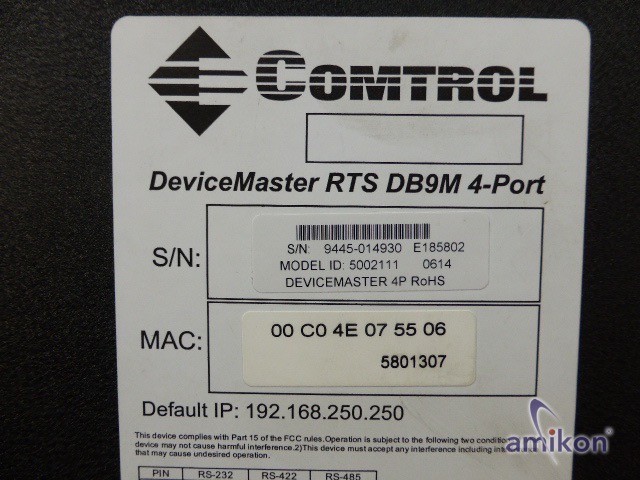 COMTROL
DeviceMaster RTS DB9M 4-Port
S/N:
S/N: 9445-014930 E185802
MODEL ID: 5002111 0614
DEVICEMASTER 4P RoHS
MAC:
00 C0 4E 07 55 06
5801307
Default IP: 192.168.250.250
This device complies with Part 15 of the FCC rules.Operation is subject to the following two condition
device may not cause harmful interference.2)This device must accept any interference including inter
that may cause undesired operation.
amikon
PIN RS-232 RS-422 RS-485